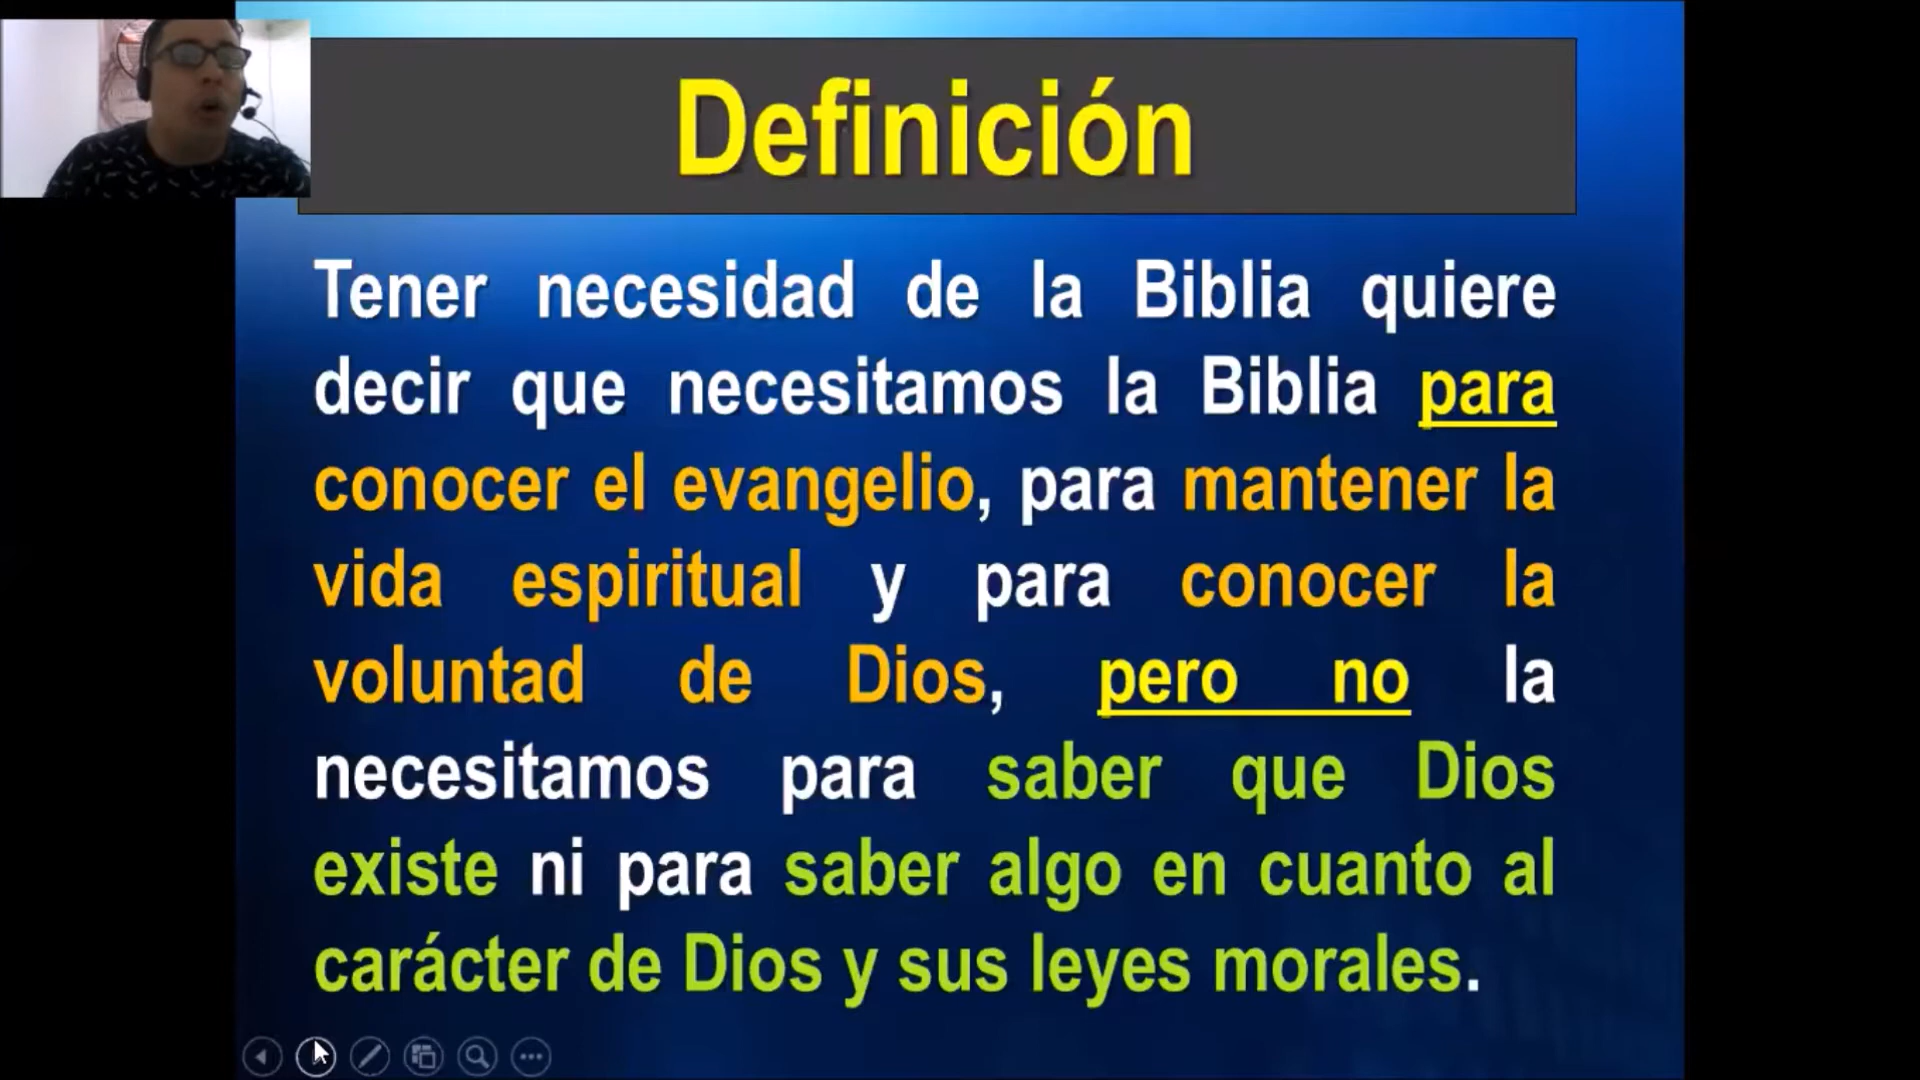 Definición
Tener necesidad de la Biblia quiere
decir que necesitamos la Biblia para
conocer el evangelio, para mantener la
vida espiritual y para conocer la
voluntad de Dios, pero no la
necesitamos para saber que Dios
existe ni para saber algo en cuanto al
carácter de Dios y sus leyes morales.